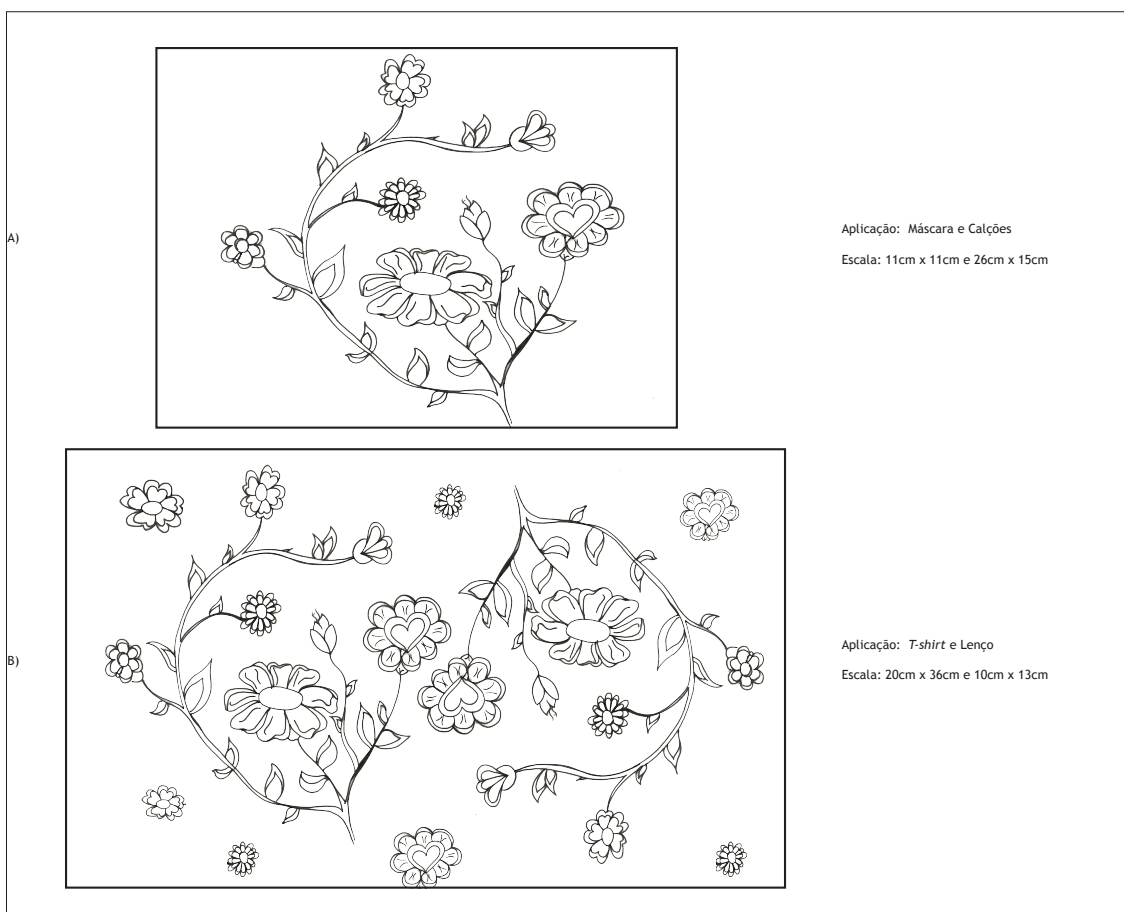 A)
Aplicação: Máscara e Calções
Escala: 11cm x 11cm e 26cm x 15cm
B)
Aplicação: T-shirt e Lenço
Escala: 20cm x 36cm e 10cm x 13cm